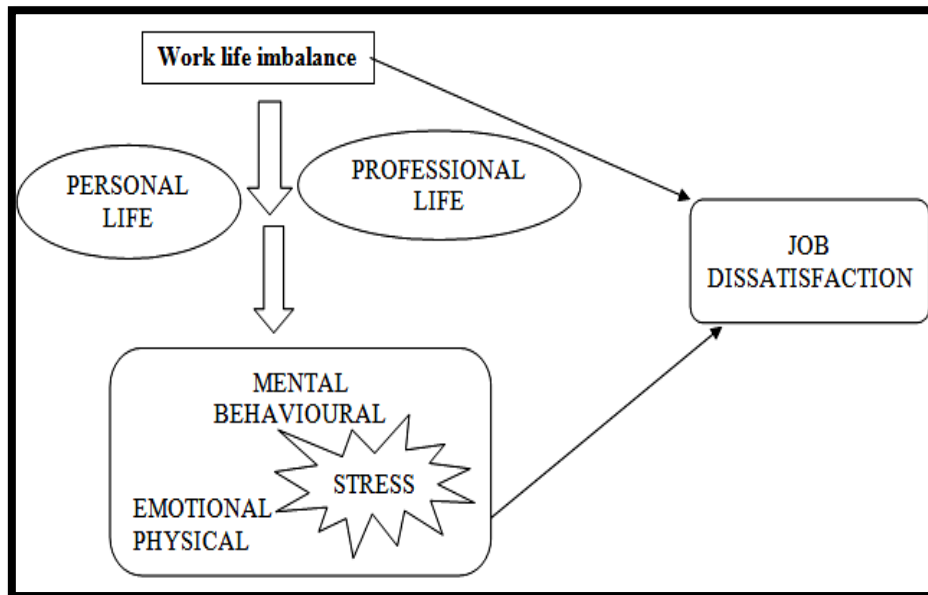 Work life imbalance
PERSONAL
LIFE
PROFESSIONAL
LIFE
JOB
DISSATISFACTION
MENTAL
BEHAVIOURAL
STRESS
EMOTIONAL
PHYSICAL